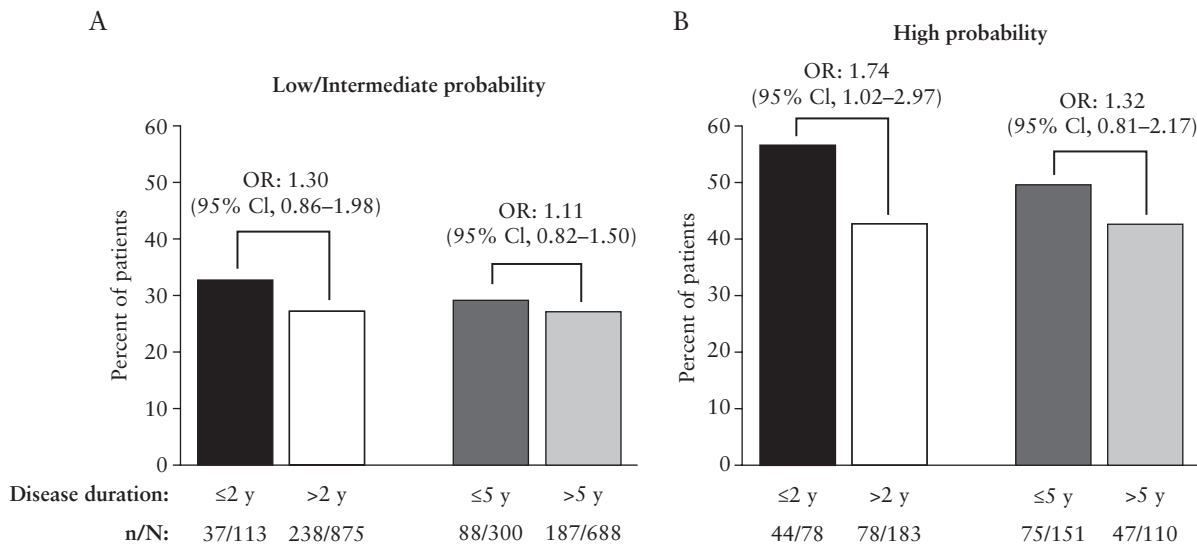 A
Low/Intermediate probability
OR: 1.30
(95% CI, 0.86–1.98)
OR: 1.11
(95% CI, 0.82–1.50)
Percent of patients
60
50
40
30
20
10
0
Disease duration: ≤2 y >2 y ≤5 y >5 y
n/N: 37/113 238/875 88/300 187/688
B
High probability
OR: 1.74
(95% CI, 1.02–2.97)
OR: 1.32
(95% CI, 0.81–2.17)
Percent of patients
60
50
40
30
20
10
0
≤2 y >2 y ≤5 y >5 y
44/78 78/183 75/151 47/110